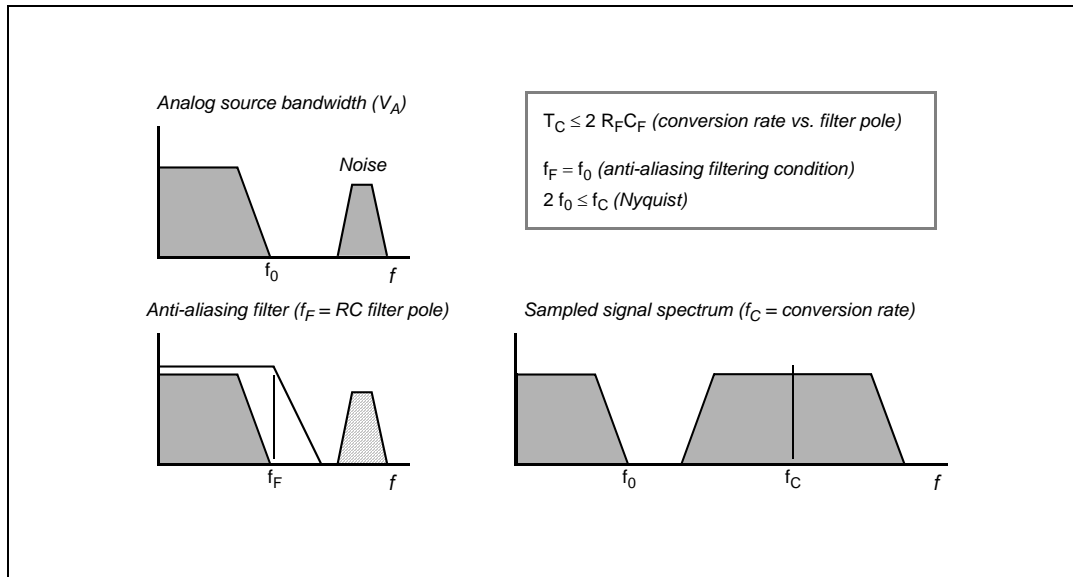 Analog source bandwidth (VA)
Noise
f0
f
TC ≤ 2 RFCF (conversion rate vs. filter pole)
fF = f0 (anti-aliasing filtering condition)
2 f0 ≤ fC (Nyquist)
Anti-aliasing filter (fF = RC filter pole)
fF
f
Sampled signal spectrum (fC = conversion rate)
f0
fC
f